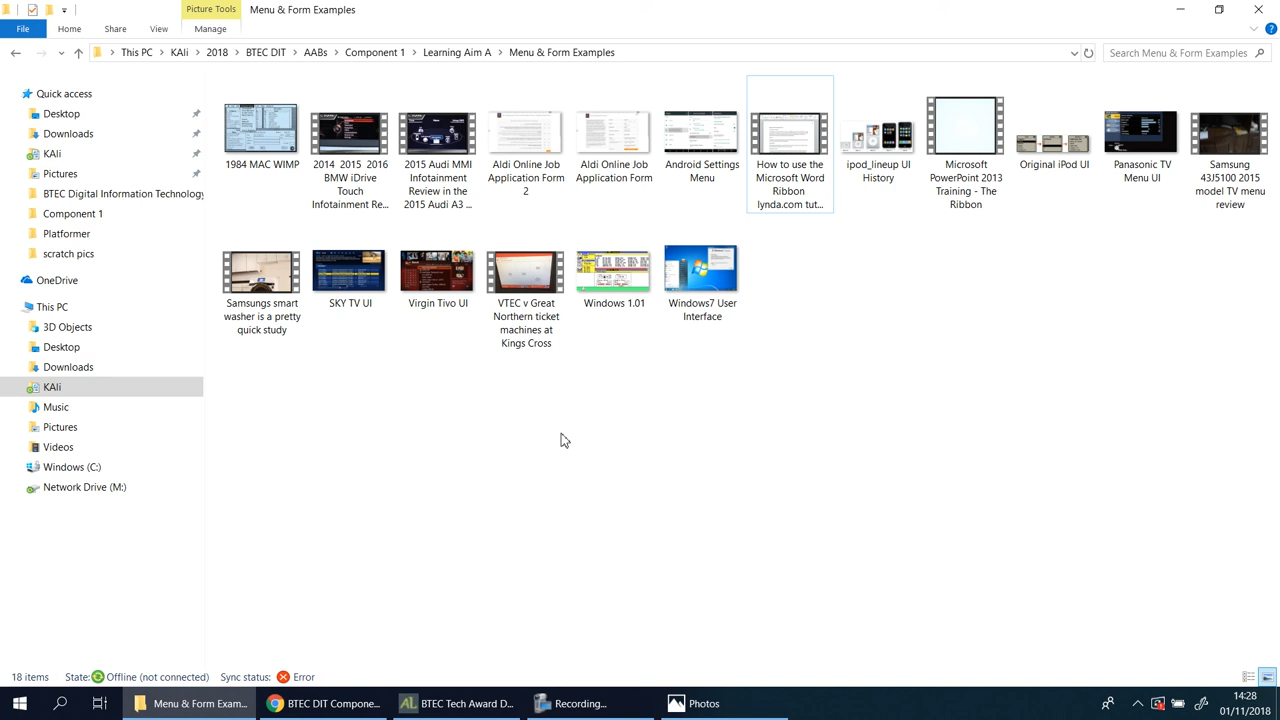 Picture Tools
Menu & Form Examples
File
Home
Share
View
Manage
This PC
KAli
2018
BTEC DIT
AABs
Component 1
Learning Aim A
Menu & Form Examples
Search Menu & Form Examples
Quick access
Desktop
Downloads
KAli
Pictures
BTEC Digital Information Technology
Component 1
Platformer
scratch pics
OneDrive
This PC
3D Objects
Desktop
Downloads
KAli
Music
Pictures
Videos
Windows (C:)
Network Drive (M:)
1984 MAC WIMP
2014 2015 2016
BMW iDrive
Touch
Infotainment Re...
2015 Audi MMI
Infotainment
Review in the
2015 Audi A3 ...
Aldi Online Job
Application Form
2
Aldi Online Job
Application Form
Android Settings
Menu
How to use the
Microsoft Word
Ribbon
lynda.com tut...
ipod_lineup UI
History
Microsoft
PowerPoint 2013
Training - The
Ribbon
Original iPod UI
Panasonic TV
Menu UI
Samsung
43J5100 2015
model TV menu
review
Samsungs smart
washer is a pretty
quick study
SKY TV UI
Virgin Tivo UI
VTEC v Great
Northern ticket
machines at
Kings Cross
Windows 1.01
Windows7 User
Interface
18 items
State:
Offline (not connected)
Sync status:
Error
Menu & Form Exam...
BTEC DIT Compone...
BTEC Tech Award D...
Recording...
Photos
14:28
01/11/2018